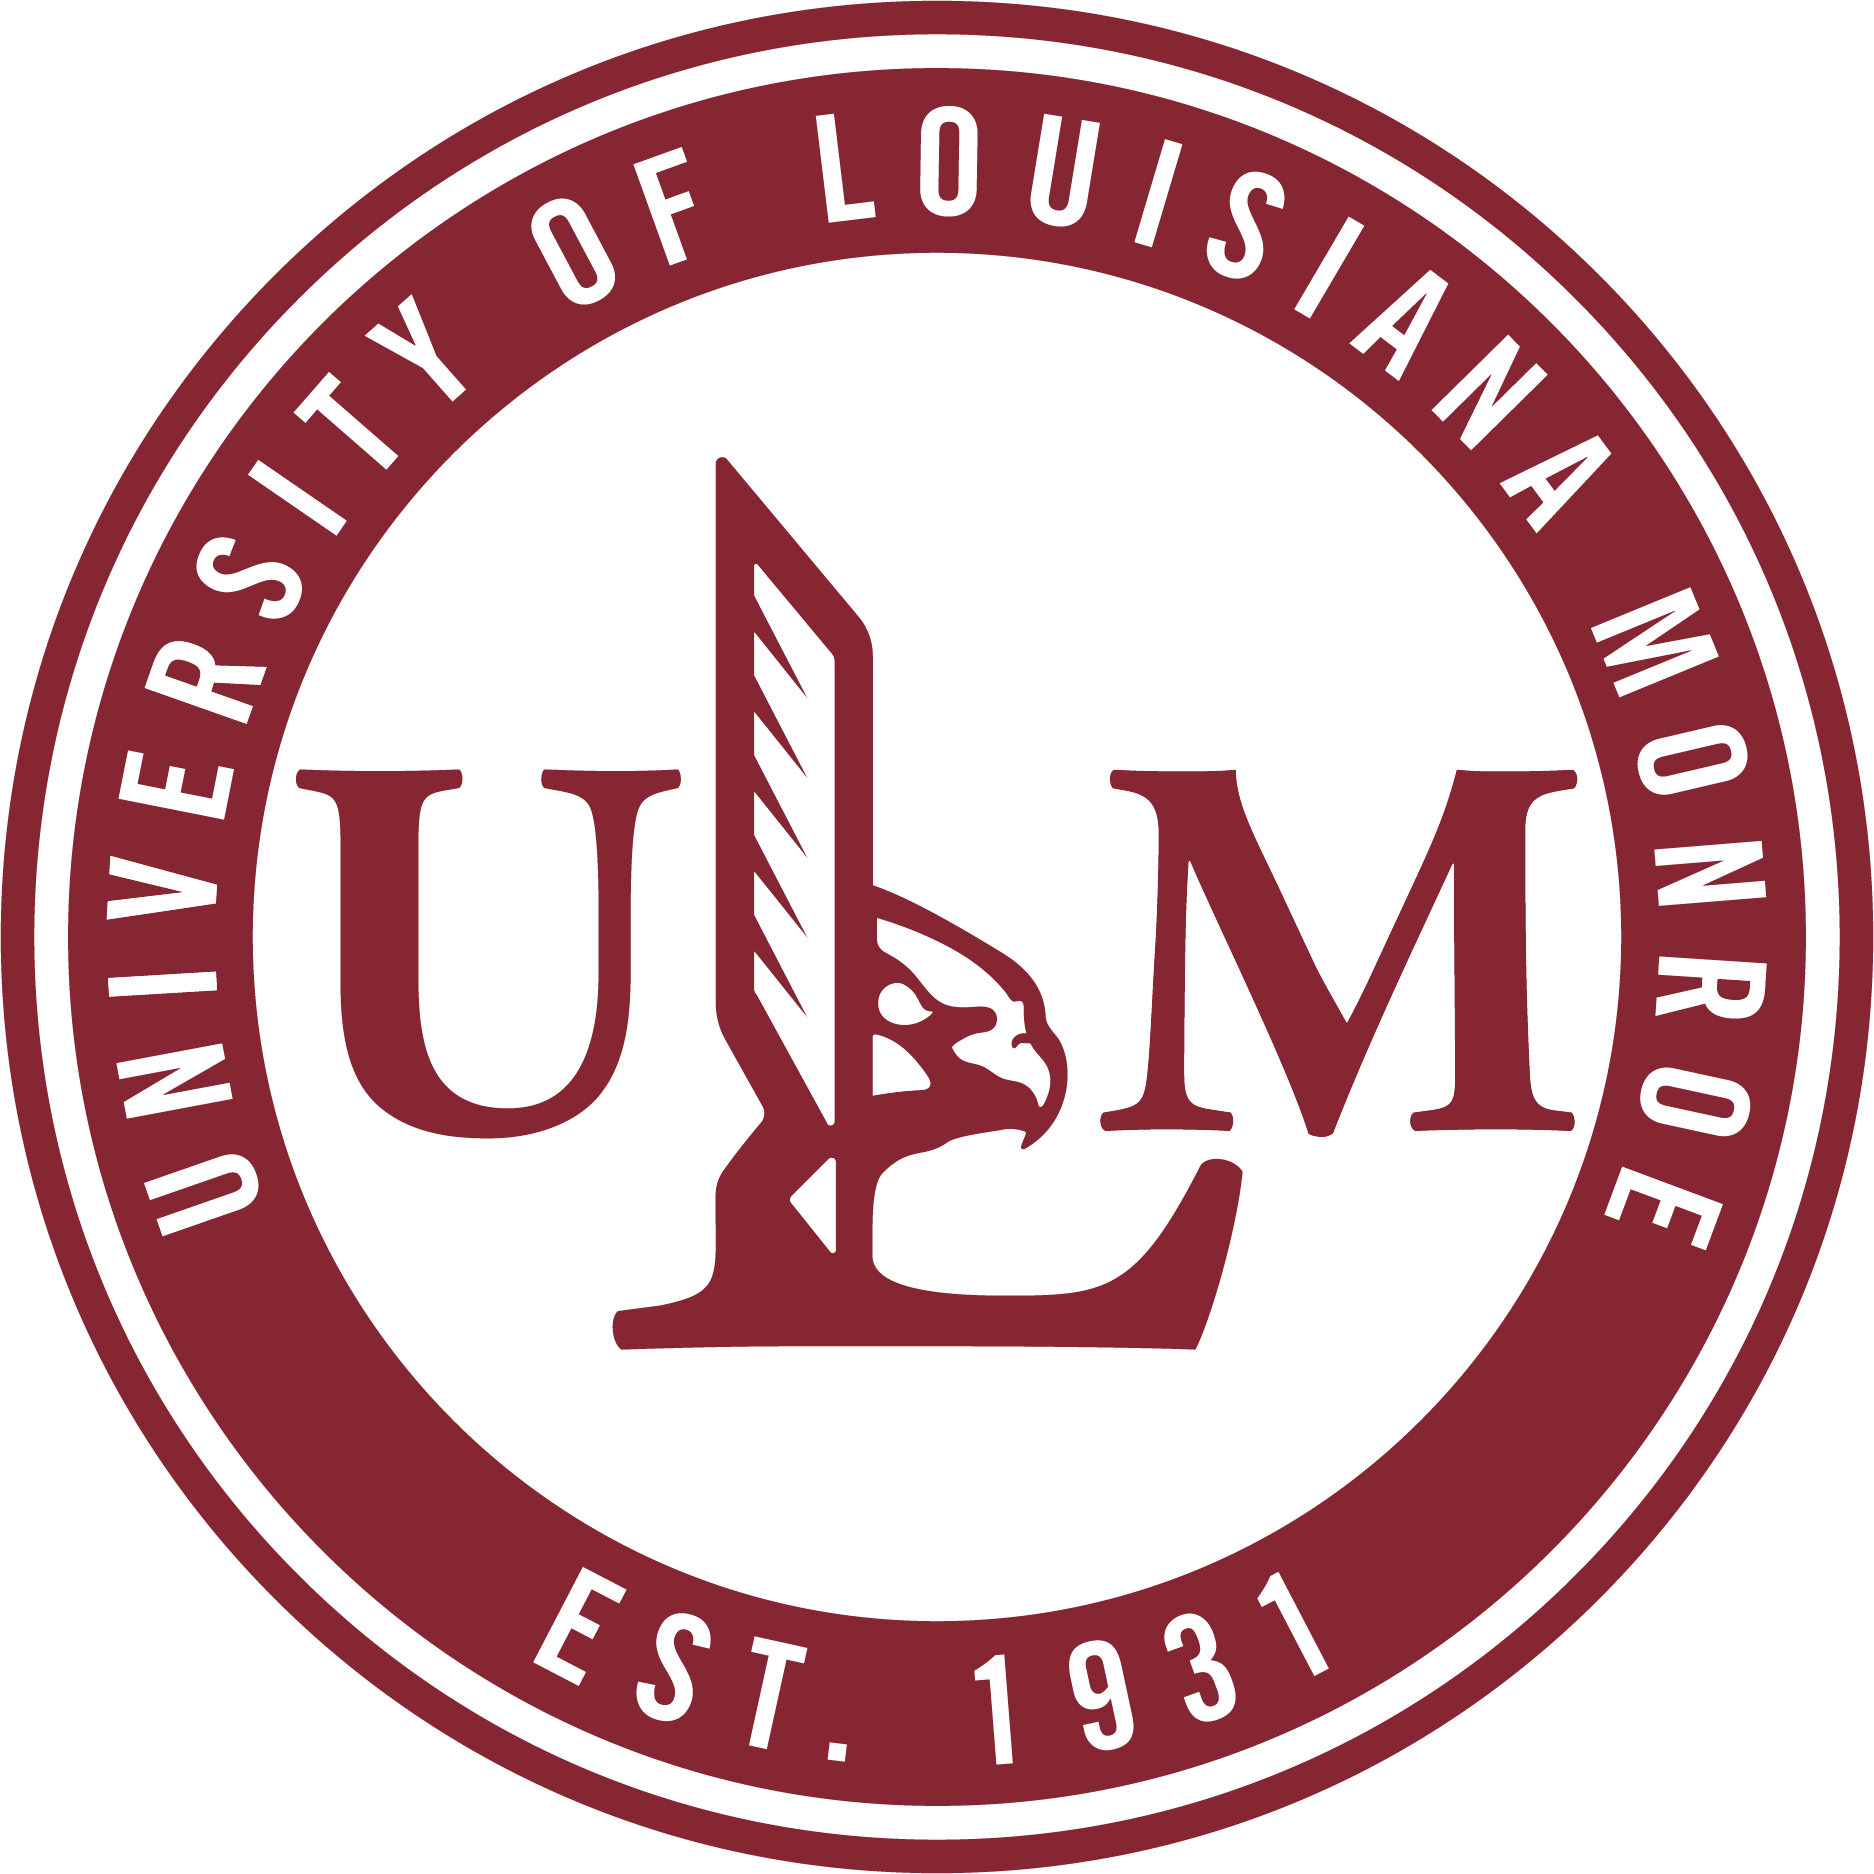 UNIVERSITY OF LOUISIANA MONROE
ULM
EST. 1931